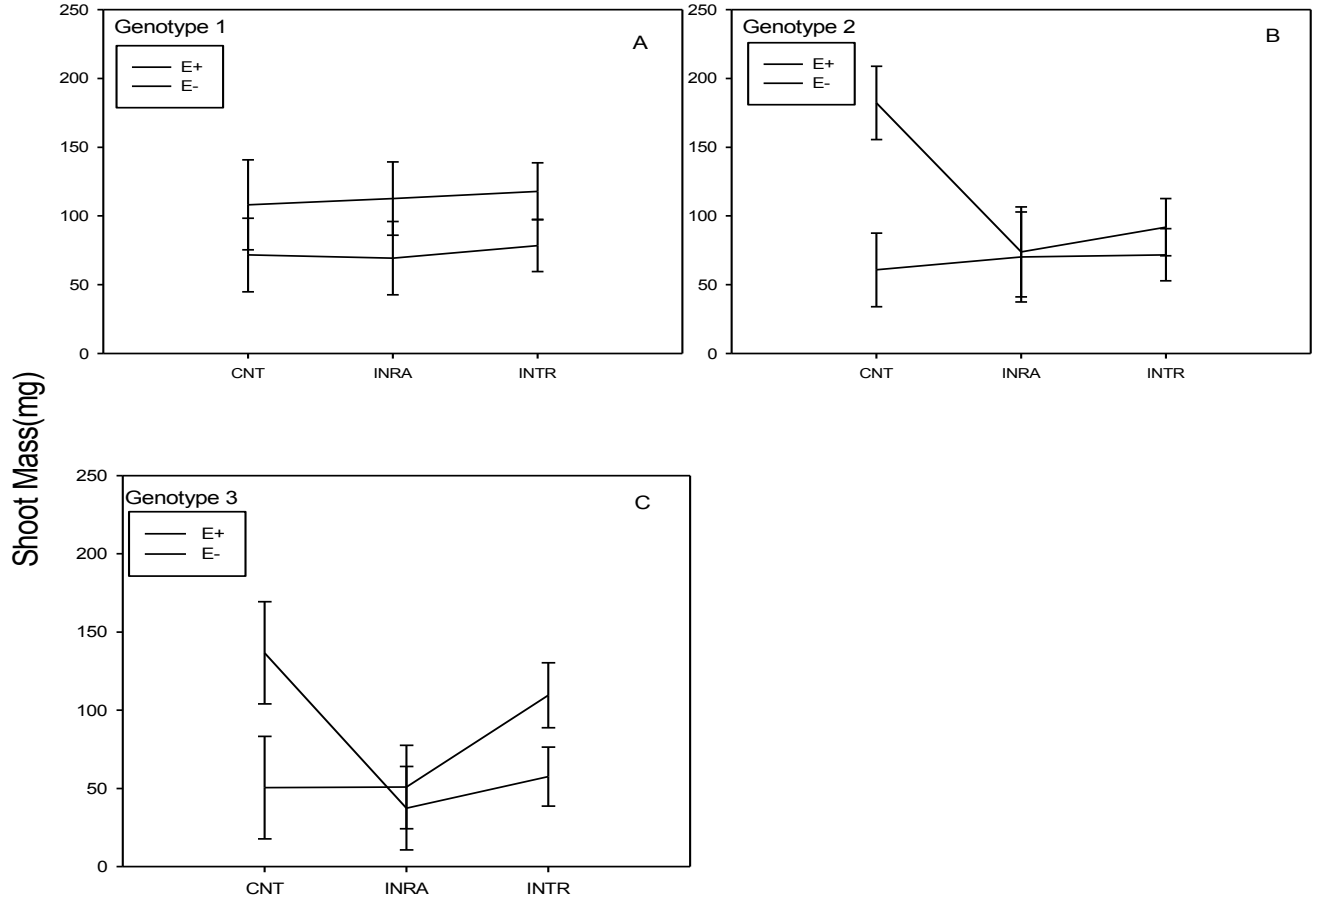 Shoot Mass(mg)
Genotype 1
A
E+
E-
250
200
150
100
50
0
CNT INRA INTR
Genotype 2
B
E+
E-
250
200
150
100
50
0
CNT INRA INTR
Genotype 3
C
E+
E-
250
200
150
100
50
0
CNT INRA INTR